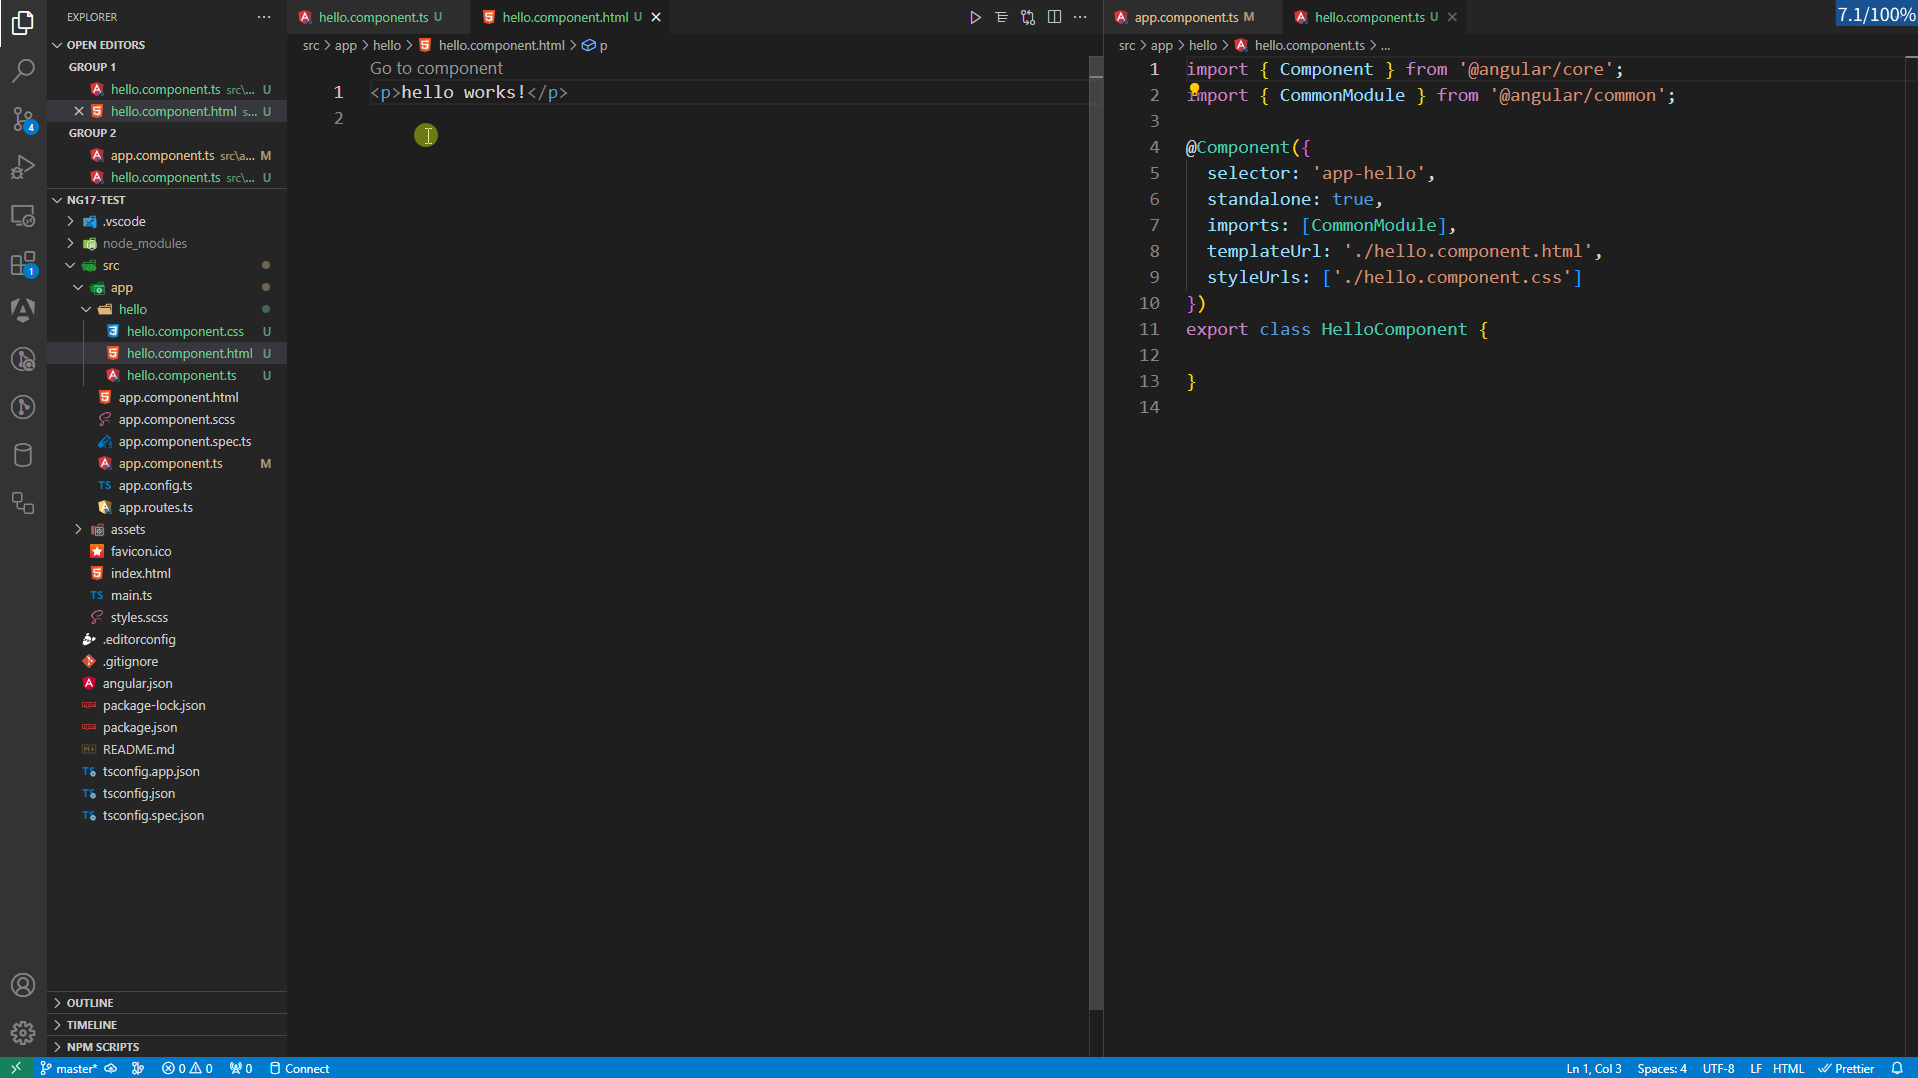 EXPLORER
OPEN EDITORS
GROUP 1
hello.component.ts src\... U
hello.component.html s... U
GROUP 2
app.component.ts src\a... M
hello.component.ts src\... U
NG17-TEST
.vscode
node_modules
src
app
hello
hello.component.css U
hello.component.html U
hello.component.ts U
app.component.html
app.component.scss
app.component.spec.ts
app.component.ts M
app.config.ts
app.routes.ts
assets
favicon.ico
index.html
main.ts
styles.scss
.editorconfig
.gitignore
angular.json
package-lock.json
package.json
README.md
tsconfig.app.json
tsconfig.json
tsconfig.spec.json
OUTLINE
TIMELINE
NPM SCRIPTS
4
1
hello.component.ts U
hello.component.html U
src > app > hello > hello.component.html > p
Go to component
1 <p>hello works!</p>
2
app.component.ts M
hello.component.ts U
7.1/100%
src > app > hello > hello.component.ts > ...
1 import { Component } from '@angular/core';
2 import { CommonModule } from '@angular/common';
3
4 @Component({
5 selector: 'app-hello',
6 standalone: true,
7 imports: [CommonModule],
8 templateUrl: './hello.component.html',
9 styleUrls: ['./hello.component.css']
10 })
11 export class HelloComponent {
12
13 }
14
master* 0 0 0 Connect
Ln 1, Col 3 Spaces: 4 UTF-8 LF HTML Prettier